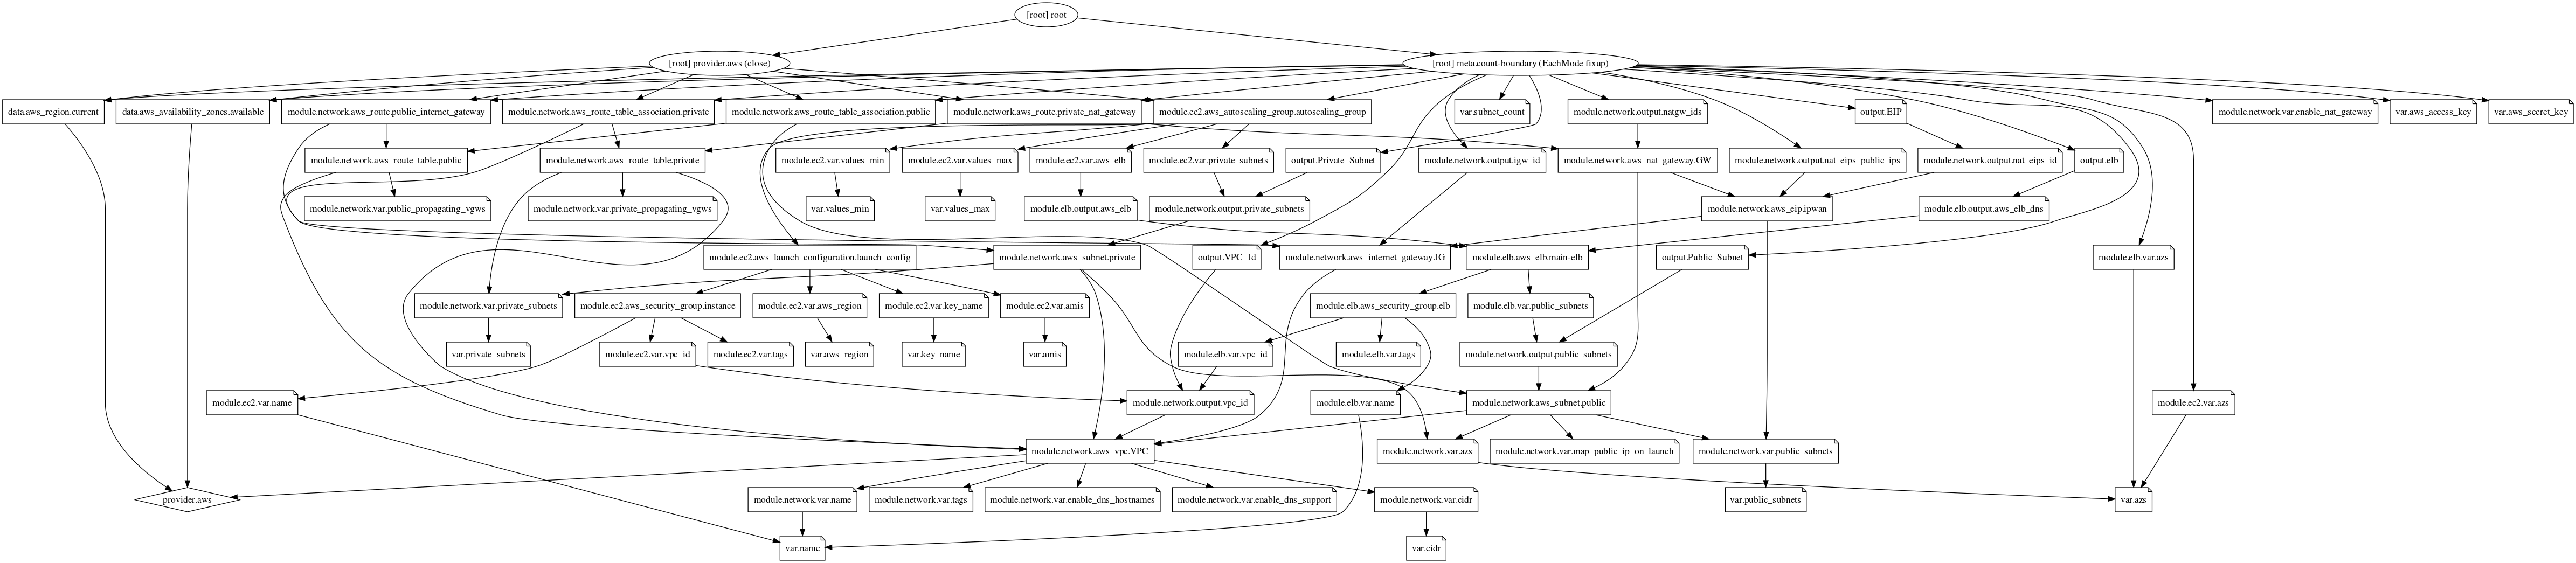 [root] root
[root] provider.aws (close)
[root] meta.count-boundary (EachMode fixup)
data.aws_region.current
data.aws_availability_zones.available
module.network.aws_route.public_internet_gateway
module.network.aws_route_table_association.private
module.network.aws_route_table_association.public
module.network.aws_route.private_nat_gateway
module.ec2.aws_autoscaling_group.autoscaling_group
var.subnet_count
module.network.output.natgw_ids
output.EIP
module.network.var.enable_nat_gateway
var.aws_access_key
var.aws_secret_key
module.network.aws_route_table.public
module.network.aws_route_table.private
module.ec2.var.values_min
module.ec2.var.values_max
module.ec2.var.aws_elb
module.ec2.var.private_subnets
output.Private_Subnet
module.network.output.igw_id
module.network.aws_nat_gateway.GW
module.network.output.nat_eips_public_ips
module.network.output.nat_eips_id
output.elb
module.network.var.public_propagating_vgws
module.network.var.private_propagating_vgws
var.values_min
var.values_max
module.elb.output.aws_elb
module.network.output.private_subnets
module.network.aws_eip.ipwan
module.elb.output.aws_elb_dns
module.ec2.aws_launch_configuration.launch_config
module.network.aws_subnet.private
output.VPC_Id
module.network.aws_internet_gateway.IG
module.elb.aws_elb.main-elb
output.Public_Subnet
module.elb.var.azs
module.network.var.private_subnets
module.ec2.aws_security_group.instance
module.ec2.var.aws_region
module.ec2.var.key_name
module.ec2.var.amis
module.elb.aws_security_group.elb
module.elb.var.public_subnets
var.private_subnets
module.ec2.var.vpc_id
module.ec2.var.tags
var.aws_region
var.key_name
var.amis
module.elb.var.vpc_id
module.elb.var.tags
module.network.output.public_subnets
module.ec2.var.name
module.network.output.vpc_id
module.elb.var.name
module.network.aws_subnet.public
module.ec2.var.azs
module.network.aws_vpc.VPC
module.network.var.azs
module.network.var.map_public_ip_on_launch
module.network.var.public_subnets
provider.aws
module.network.var.name
module.network.var.tags
module.network.var.enable_dns_hostnames
module.network.var.enable_dns_support
module.network.var.cidr
var.public_subnets
var.azs
var.name
var.cidr